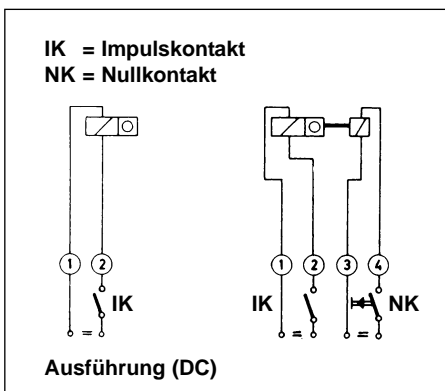 IK = Impulskontakt
NK = Nullkontakt
1 2 1 2 3 4
IK IK NK
Ausführung (DC)